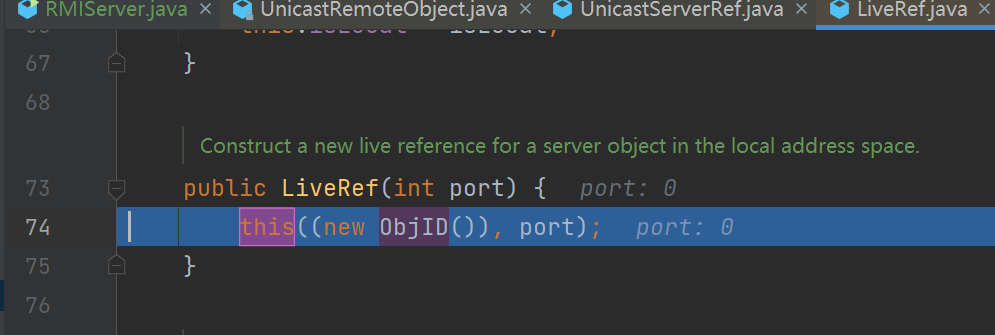 RMIServer.java × UnicastRemoteObject.java × UnicastServerRef.java × LiveRef.java ×
67 }
68
Construct a new live reference for a server object in the local address space.
73 public LiveRef(int port) { port: 0
74 this((new ObjID()), port); port: 0
75 }
76